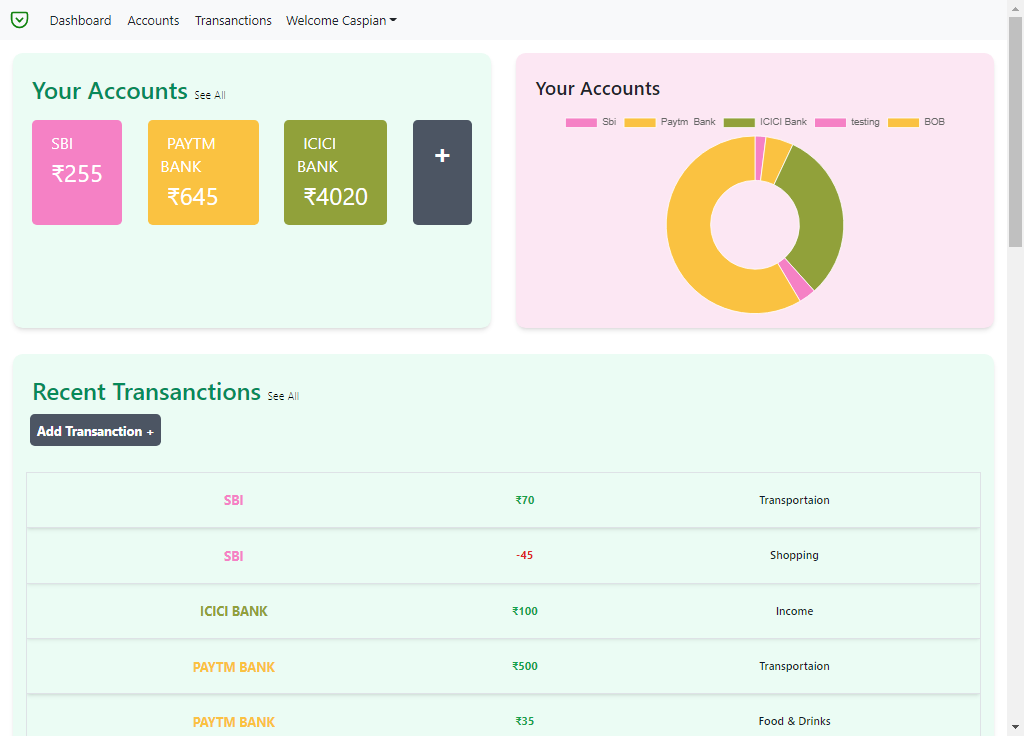 Dashboard Accounts Transanctions Welcome Caspian
Your Accounts See All
SBI
₹255
PAYTM
BANK
₹645
ICICI
BANK
₹4020
+
Your Accounts
Sbi Paytm Bank ICICI Bank testing BOB
Recent Transanctions See All
Add Transanction +
SBI ₹70 Transportaion
SBI -45 Shopping
ICICI BANK ₹100 Income
PAYTM BANK ₹500 Transportaion
PAYTM BANK ₹35 Food & Drinks